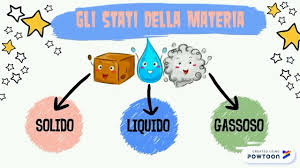 GLI STATI DELLA MATERIA
SOLIDO
LIQUIDO
GASSOSO
CREATED USING
POWTOON